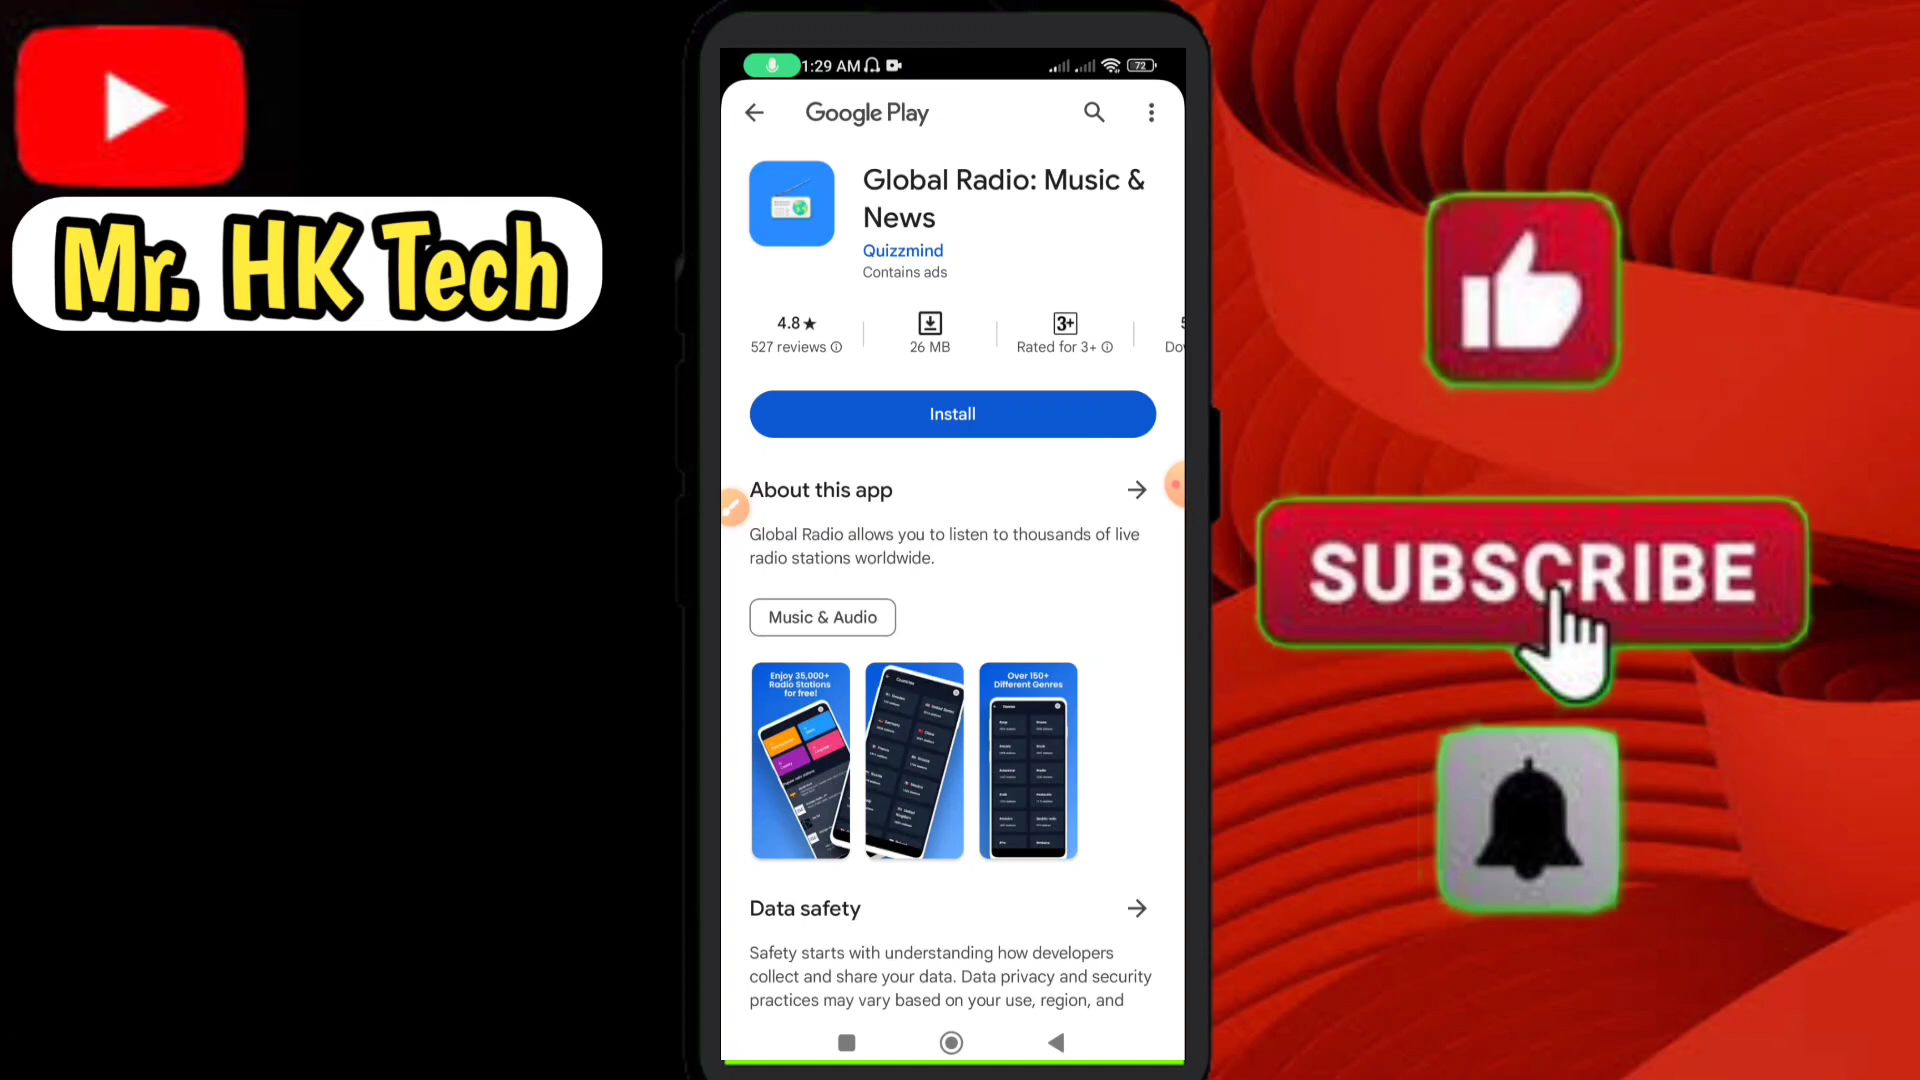 Mr. HK Tech
1:29 AM
72
Google Play
Global Radio: Music &
News
Quizzmind
Contains ads
4.8★
527 reviews
26 MB
3+
Rated for 3+
Install
About this app
Global Radio allows you to listen to thousands of live
radio stations worldwide.
Music & Audio
Enjoy 35,000+
Radio Stations
for free!
Over 150+
Different Genres
Data safety
Safety starts with understanding how developers
collect and share your data. Data privacy and security
practices may vary based on your use, region, and
SUBSCRIBE